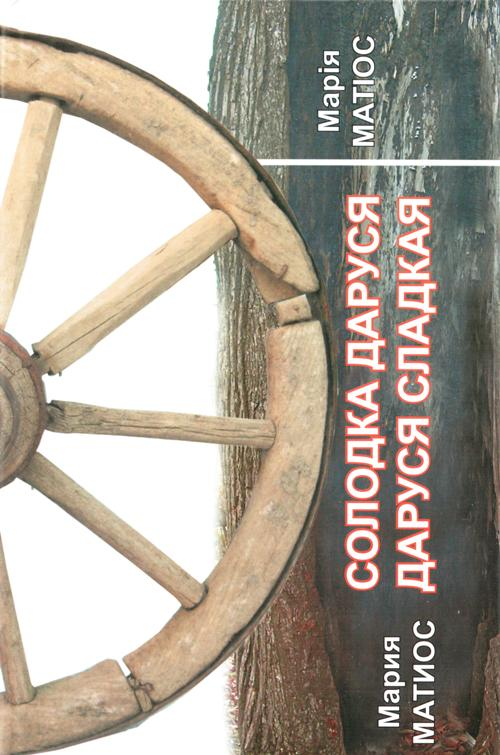 Марія
МАТІОС
СОЛОДКА ДАРУСЯ
ДАРУСЯ СЛАДКАЯ
Мария
МАТИОС